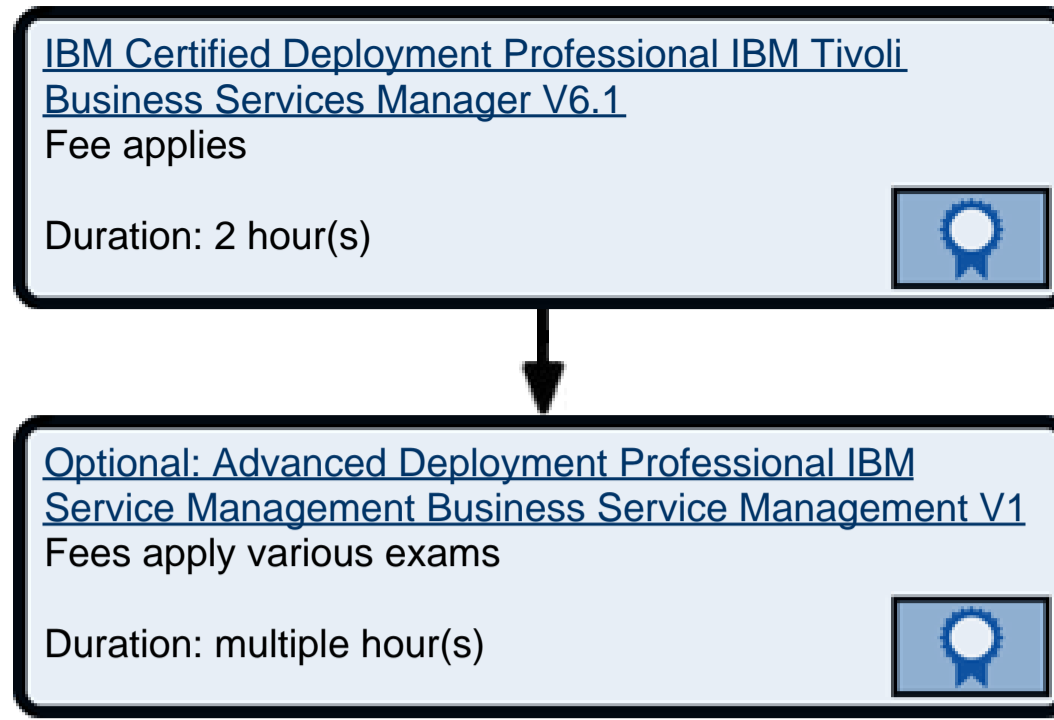 IBM Certified Deployment Professional IBM Tivoli
Business Services Manager V6.1
Fee applies
Duration: 2 hour(s)
Optional: Advanced Deployment Professional IBM
Service Management Business Service Management V1
Fees apply various exams
Duration: multiple hour(s)